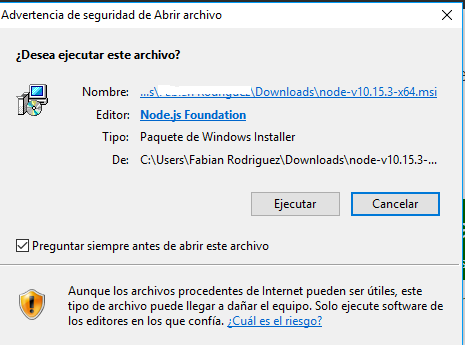 Advertencia de seguridad de Abrir archivo
¿Desea ejecutar este archivo?
Nombre: ...s\Fabian Rodriguez\Downloads\node-v10.15.3-x64.msi
Editor: Node.js Foundation
Tipo: Paquete de Windows Installer
De: C:\Users\Fabian Rodriguez\Downloads\node-v10.15.3-...
Ejecutar Cancelar
Preguntar siempre antes de abrir este archivo
Aunque los archivos procedentes de Internet pueden ser útiles, este
tipo de archivo puede llegar a dañar el equipo. Solo ejecute software de
los editores en los que confía. ¿Cuál es el riesgo?